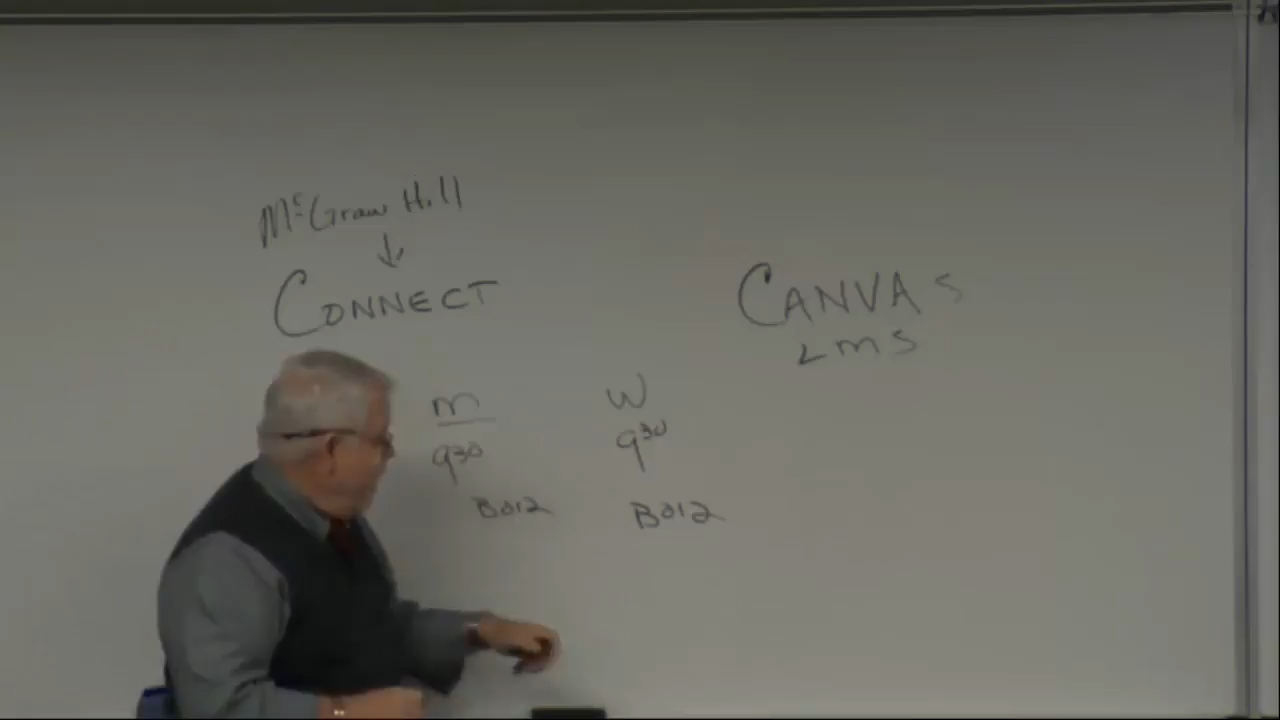 McGraw Hill
CONNECT
CANVAS
LMS
M W
9³⁰ 9³⁰
B012 B012